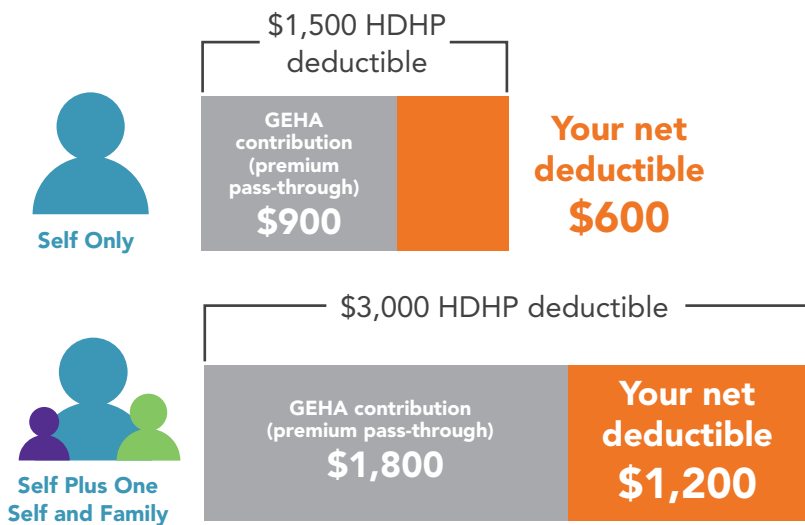 $1,500 HDHP
deductible
GEHA
contribution
(premium
pass-through)
$900
Your net
deductible
$600
Self Only
$3,000 HDHP deductible
GEHA contribution
(premium pass-through)
$1,800
Your net
deductible
$1,200
Self Plus One
Self and Family